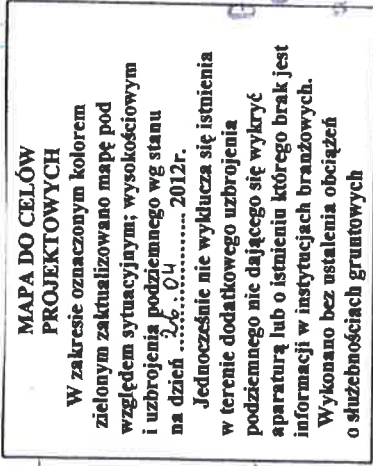 MAPA DO CELÓW
PROJEKTOWYCH
W zakresie oznaczonym kolorem
zielonym zaktualizowano mapę pod
względem sytuacyjnym; wysokościowym
i uzbrojenia podziemnego wg stanu
na dzień 26.04 2012r.
Jednocześnie nie wyklucza się istnienia
w terenie dodatkowego uzbrojenia
podziemnego nie dającego się wykryć
aparaturą lub o istnieniu którego brak jest
informacji w instytucjach branżowych.
Wykonano bez ustalenia obciążeń
o służebnościach gruntowych